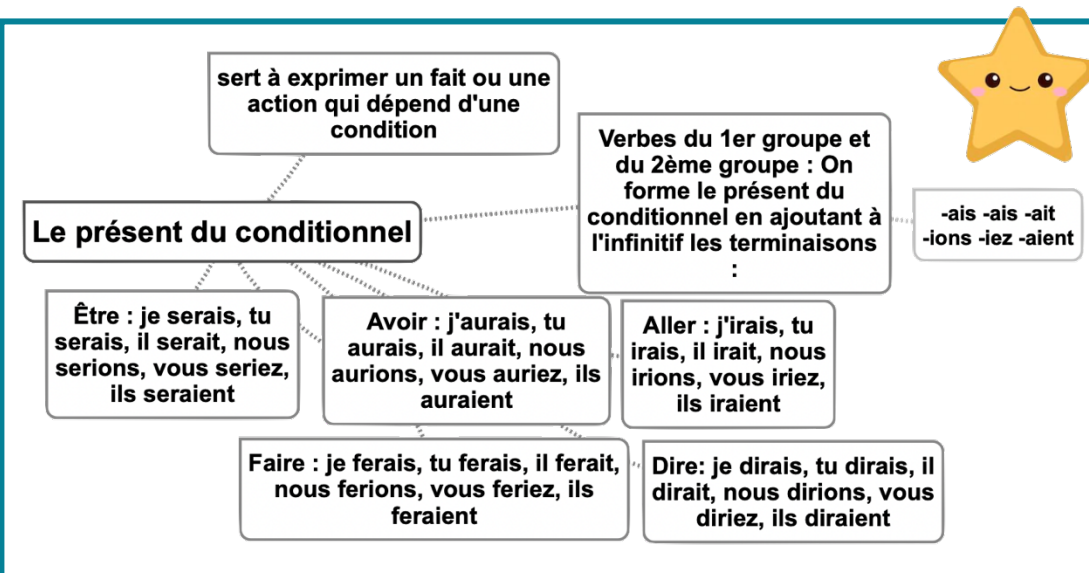 sert à exprimer un fait ou une
action qui dépend d'une
condition
Verbes du 1er groupe et
du 2ème groupe : On
forme le présent du
conditionnel en ajoutant à
l'infinitif les terminaisons
:
-ais -ais -ait
-ions -iez -aient
Le présent du conditionnel
Être : je serais, tu
serais, il serait, nous
serions, vous seriez,
ils seraient
Avoir : j'aurais, tu
aurais, il aurait, nous
aurions, vous auriez, ils
auraient
Aller : j'irais, tu
irais, il irait, nous
irions, vous iriez,
ils iraient
Faire : je ferais, tu ferais, il ferait,
nous ferions, vous feriez, ils
feraient
Dire: je dirais, tu dirais, il
dirait, nous dirions, vous
diriez, ils diraient